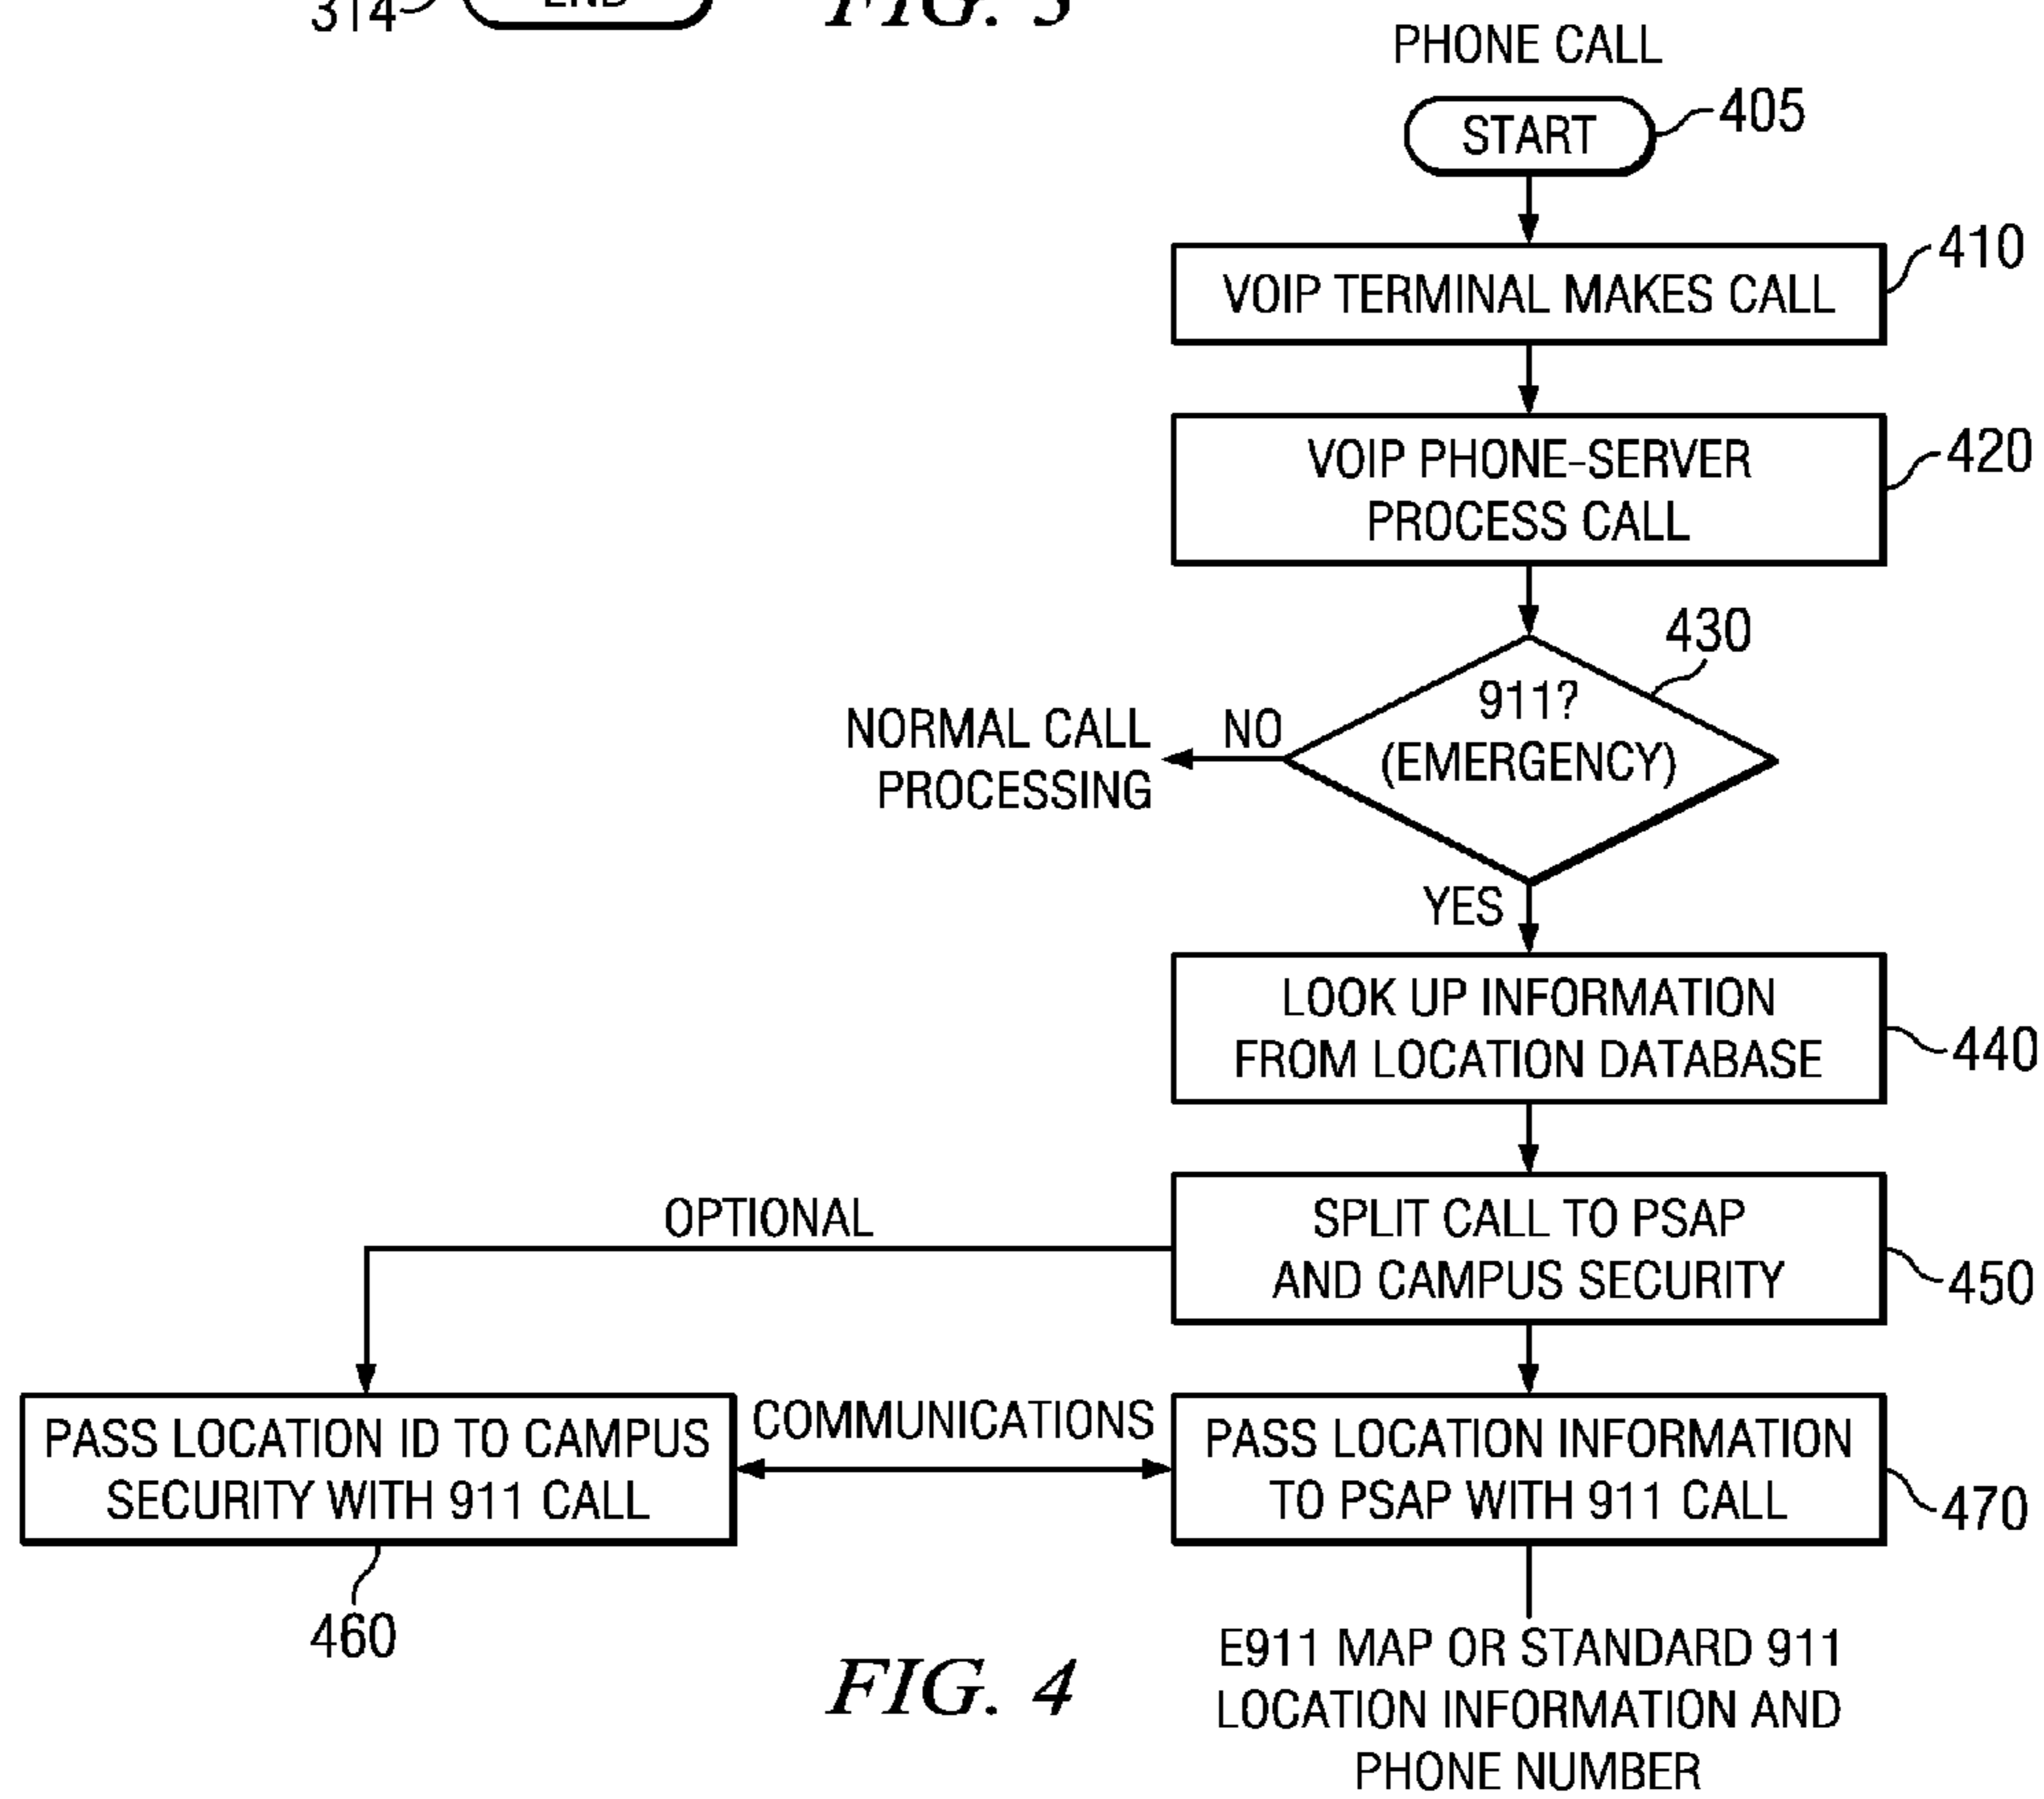 314
END
FIG. 3
PHONE CALL
START
405
VOIP TERMINAL MAKES CALL
410
VOIP PHONE-SERVER
PROCESS CALL
420
430
911?
(EMERGENCY)
NO
NORMAL CALL
PROCESSING
YES
LOOK UP INFORMATION
FROM LOCATION DATABASE
440
OPTIONAL
SPLIT CALL TO PSAP
AND CAMPUS SECURITY
450
PASS LOCATION ID TO CAMPUS
SECURITY WITH 911 CALL
460
COMMUNICATIONS
PASS LOCATION INFORMATION
TO PSAP WITH 911 CALL
470
E911 MAP OR STANDARD 911
LOCATION INFORMATION AND
PHONE NUMBER
FIG. 4